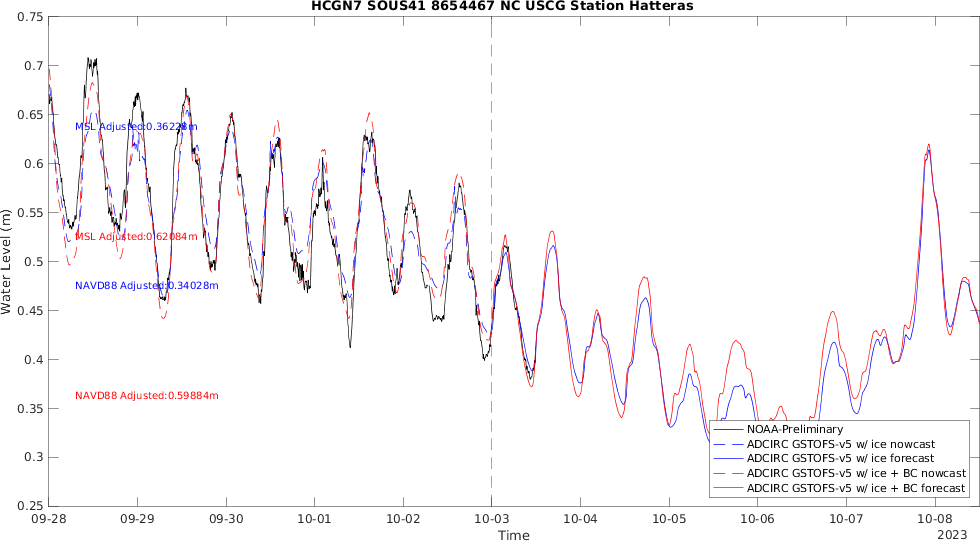 HCGN7 SOUS41 8654467 NC USCG Station Hatteras
0.75
0.7
0.65
0.6
0.55
0.5
0.45
0.4
0.35
0.3
0.25
Water Level (m)
MSL Adjusted:0.36228m
MSL Adjusted:0.62084m
NAVD88 Adjusted:0.34028m
NAVD88 Adjusted:0.59884m
NOAA-Preliminary
ADCIRC GSTOFS-v5 w/ ice nowcast
ADCIRC GSTOFS-v5 w/ ice forecast
ADCIRC GSTOFS-v5 w/ ice + BC nowcast
ADCIRC GSTOFS-v5 w/ ice + BC forecast
09-28 09-29 09-30 10-01 10-02 10-03 10-04 10-05 10-06 10-07 10-08
Time
2023